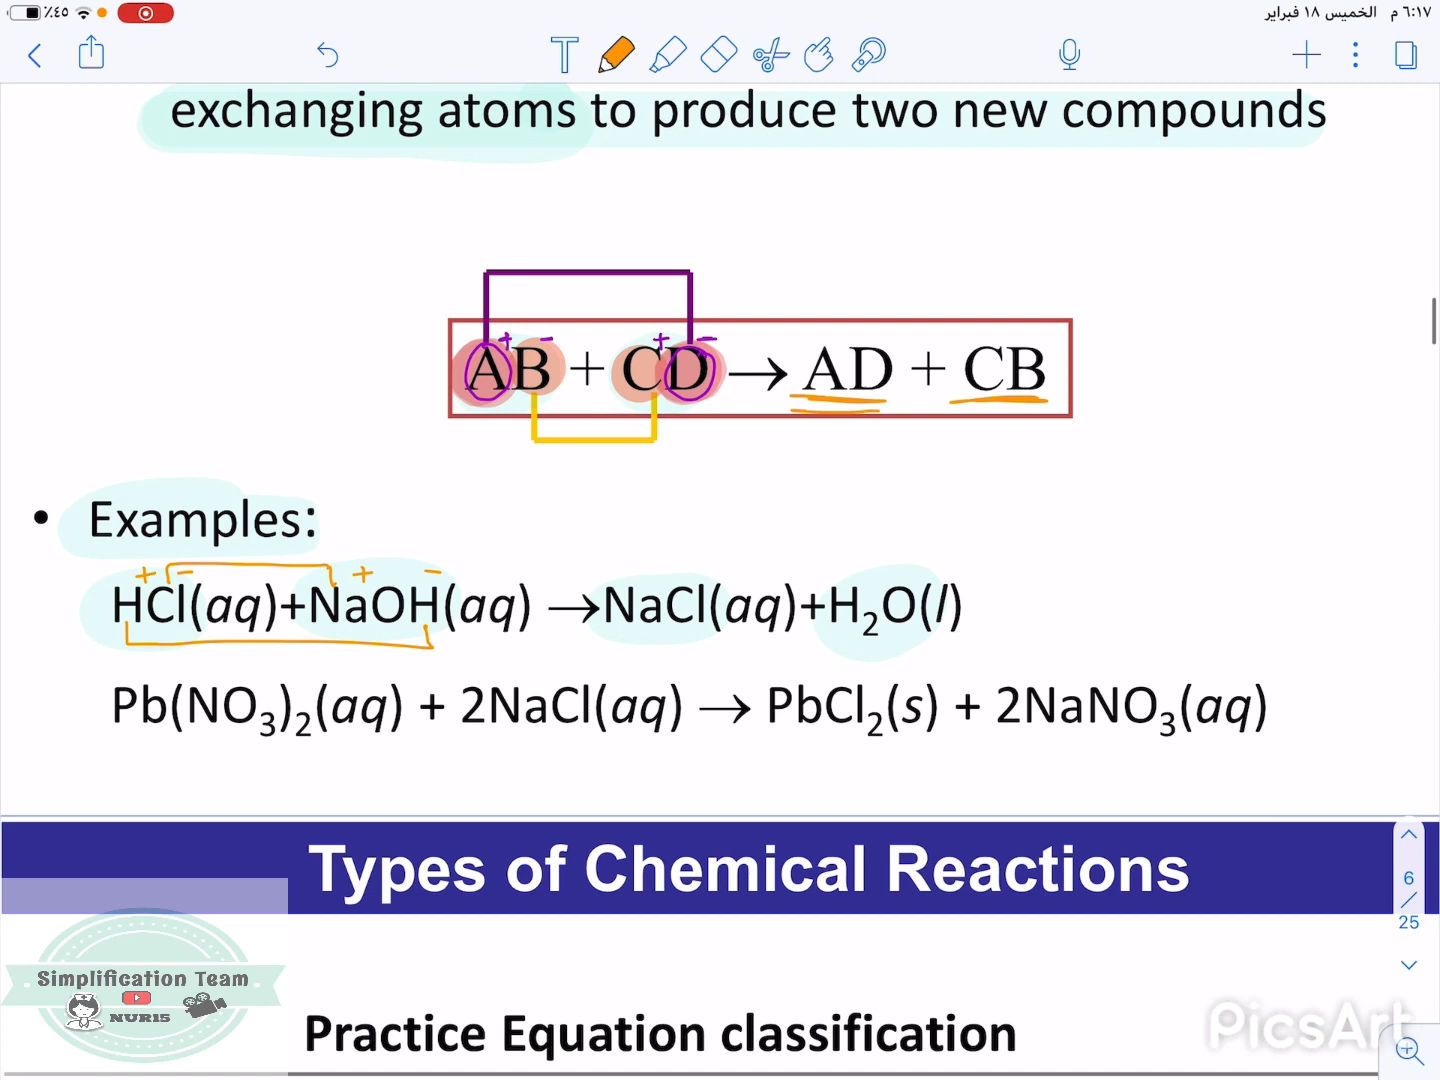 ٪٤٥ ٦:١٧ م الخميس ١٨ فبراير
T
exchanging atoms to produce two new compounds
+ - + -
AB + CD → AD + CB
• Examples:
+ - + -
HCl(aq)+NaOH(aq) →NaCl(aq)+H₂O(l)
Pb(NO₃)₂(aq) + 2NaCl(aq) → PbCl₂(s) + 2NaNO₃(aq)
Types of Chemical Reactions
6
/
25
Simplification Team
NUR15
Practice Equation classification
PicsArt